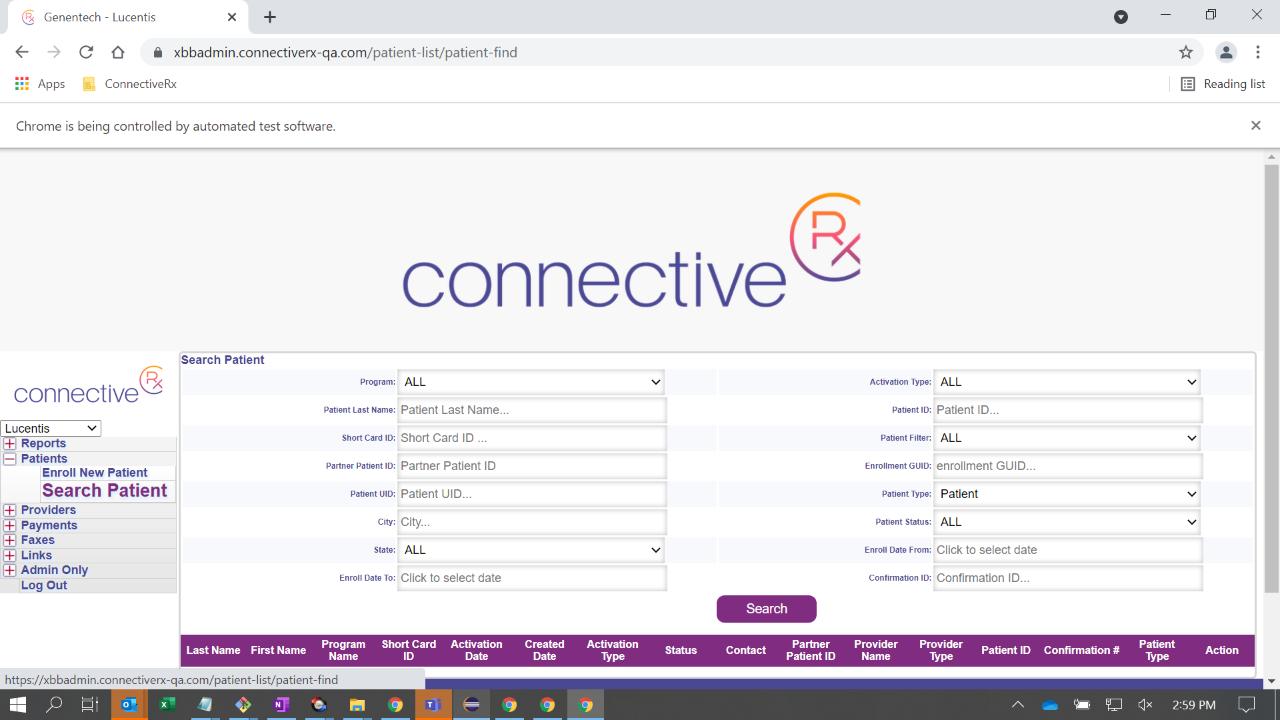 Genentech - Lucentis
xbbadmin.connectiverx-qa.com/patient-list/patient-find
Apps
ConnectiveRx
Reading list
Chrome is being controlled by automated test software.
connective Rx
connective Rx
Lucentis
Reports
Patients
Enroll New Patient
Search Patient
Providers
Payments
Faxes
Links
Admin Only
Log Out
Search Patient
Program: ALL Activation Type: ALL
Patient Last Name: Patient Last Name... Patient ID: Patient ID...
Short Card ID: Short Card ID ... Patient Filter: ALL
Partner Patient ID: Partner Patient ID Enrollment GUID: enrollment GUID...
Patient UID: Patient UID... Patient Type: Patient
City: City... Patient Status: ALL
State: ALL Enroll Date From: Click to select date
Enroll Date To: Click to select date Confirmation ID: Confirmation ID...
Search
Last Name First Name Program Name Short Card ID Activation Date Created Date Activation Type Status Contact Partner Patient ID Provider Name Provider Type Patient ID Confirmation # Patient Type Action
https://xbbadmin.connectiverx-qa.com/patient-list/patient-find
2:59 PM